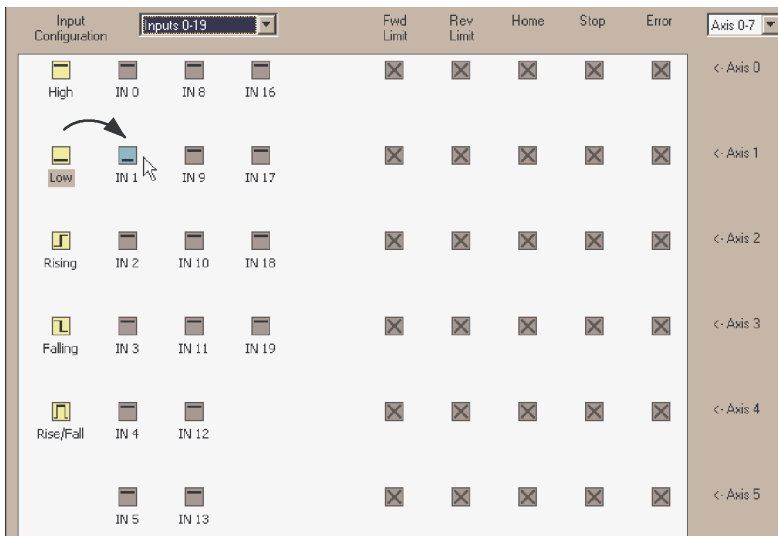 Input Configuration
Inputs 0-19
Fwd Limit
Rev Limit
Home
Stop
Error
Axis 0-7
High
IN 0
IN 8
IN 16
<- Axis 0
Low
IN 1
IN 9
IN 17
<- Axis 1
Rising
IN 2
IN 10
IN 18
<- Axis 2
Falling
IN 3
IN 11
IN 19
<- Axis 3
Rise/Fall
IN 4
IN 12
<- Axis 4
IN 5
IN 13
<- Axis 5